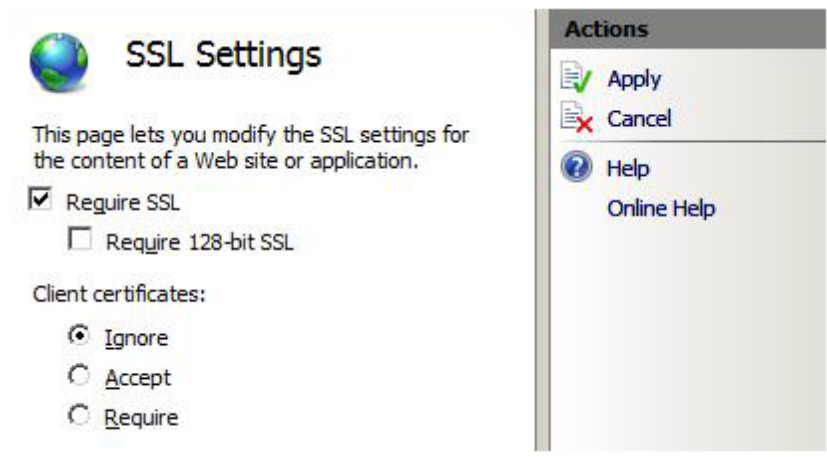 SSL Settings
This page lets you modify the SSL settings for
the content of a Web site or application.
Require SSL
Require 128-bit SSL
Client certificates:
Ignore
Accept
Require
Actions
Apply
Cancel
Help
Online Help